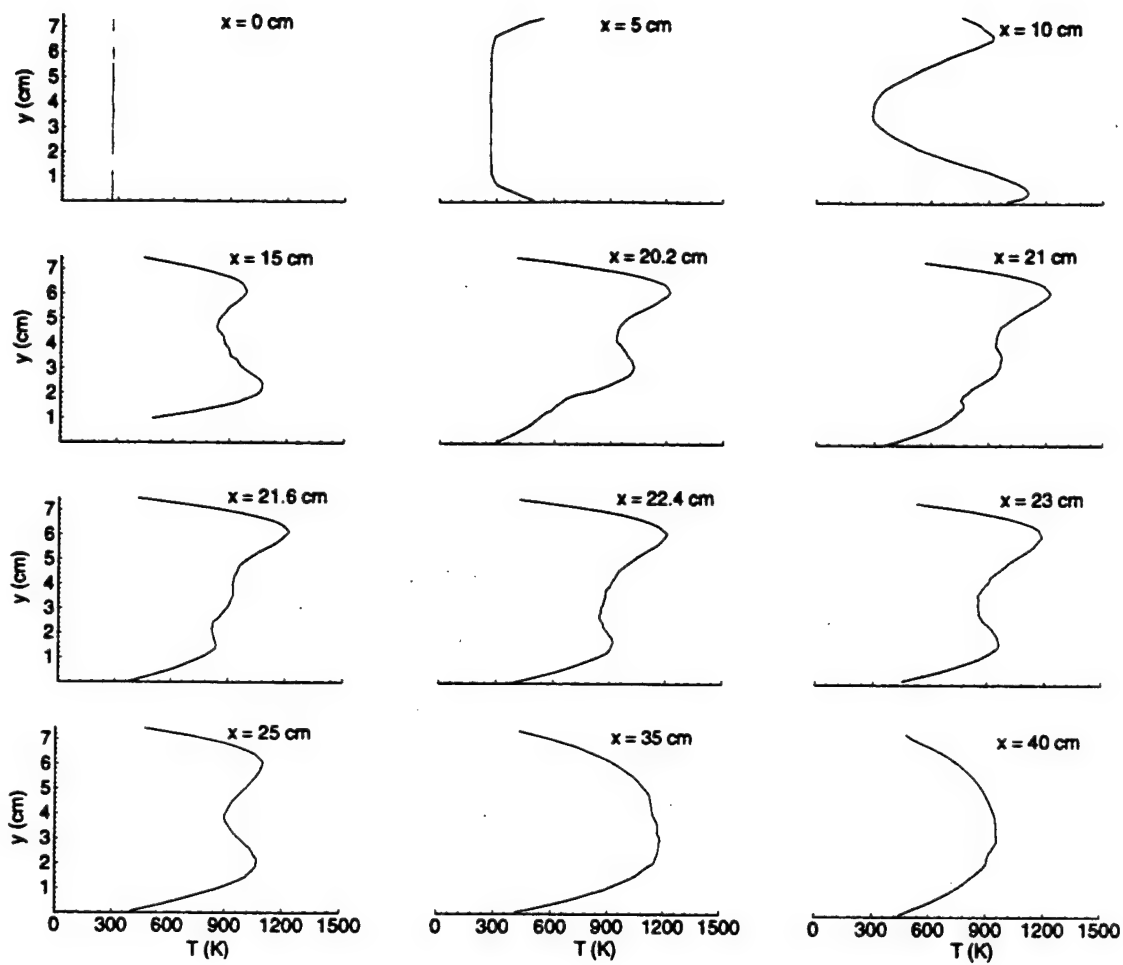 x = 0 cm
x = 5 cm
x = 10 cm
y (cm)
7
6
5
4
3
2
1
x = 15 cm
x = 20.2 cm
x = 21 cm
y (cm)
7
6
5
4
3
2
1
x = 21.6 cm
x = 22.4 cm
x = 23 cm
y (cm)
7
6
5
4
3
2
1
x = 25 cm
x = 35 cm
x = 40 cm
y (cm)
7
6
5
4
3
2
1
0 300 600 900 1200 1500
0 300 600 900 1200 1500
0 300 600 900 1200 1500
T (K)
T (K)
T (K)